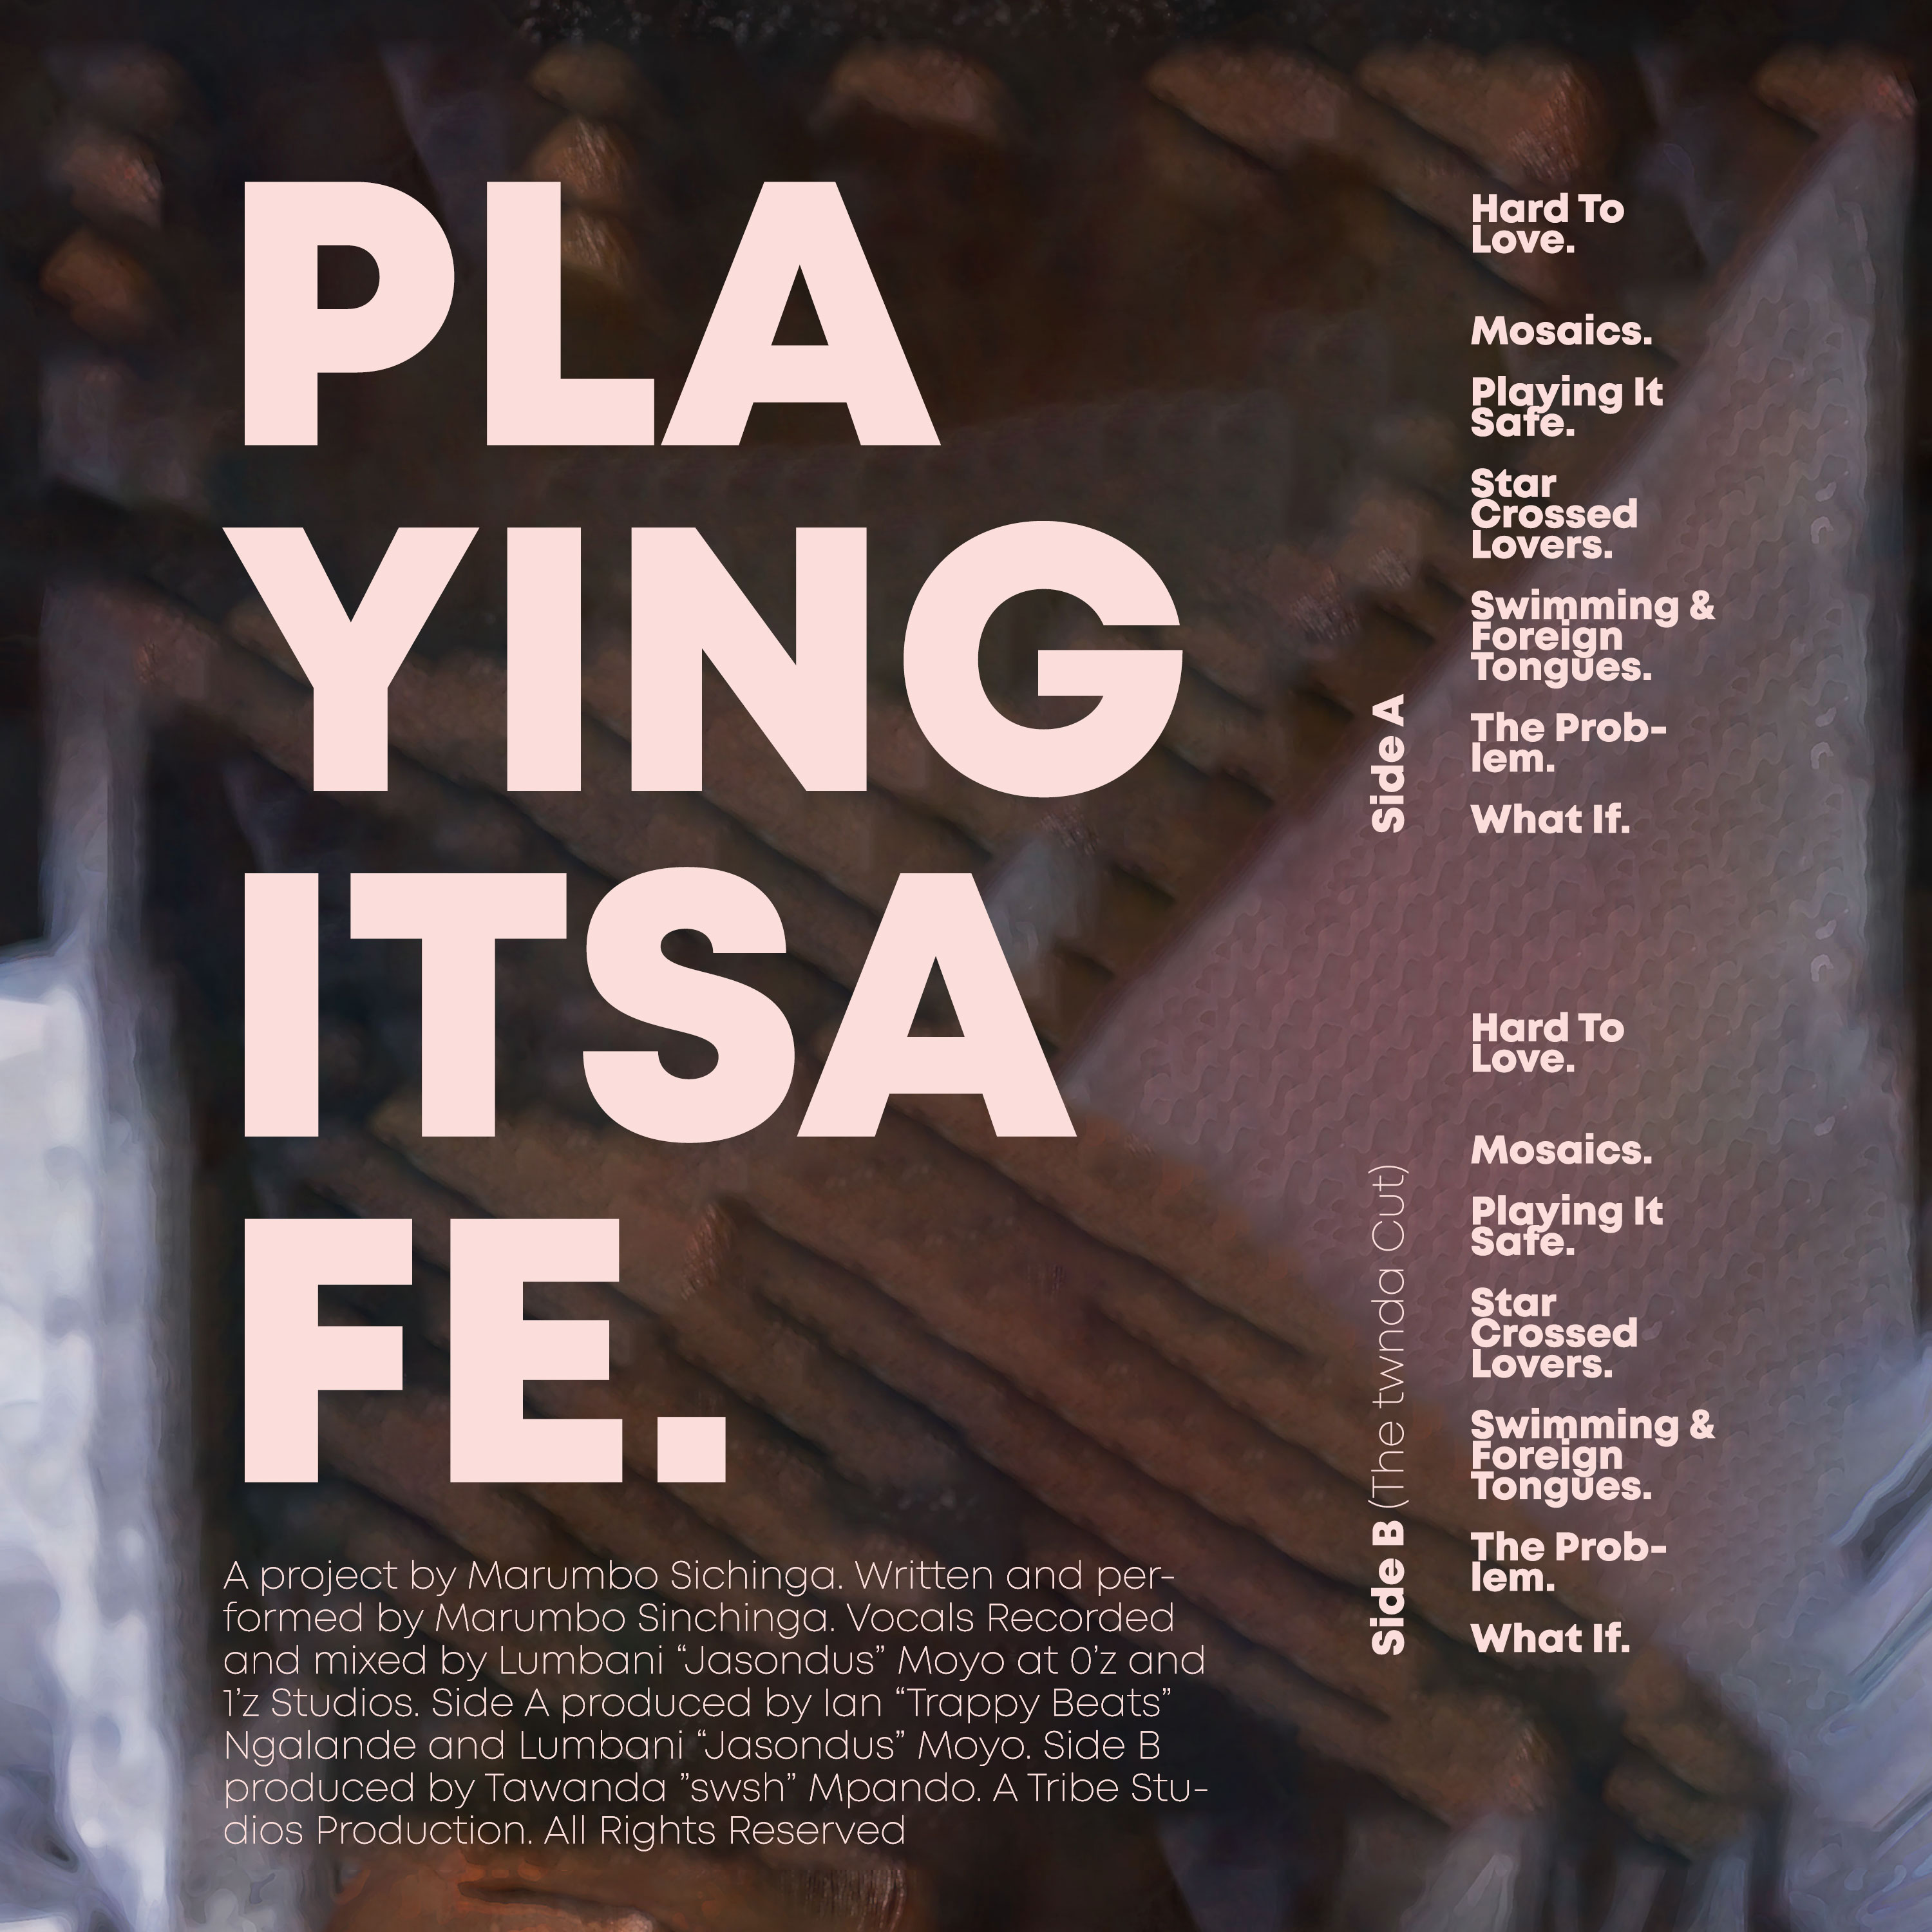 PLA
YING
ITSA
FE.
A project by Marumbo Sichinga. Written and per-
formed by Marumbo Sinchinga. Vocals Recorded
and mixed by Lumbani “Jasondus” Moyo at 0’z and
1’z Studios. Side A produced by Ian “Trappy Beats”
Ngalande and Lumbani “Jasondus” Moyo. Side B
produced by Tawanda ”swsh” Mpando. A Tribe Stu-
dios Production. All Rights Reserved
Side A
Hard To
Love.
Mosaics.
Playing It
Safe.
Star
Crossed
Lovers.
Swimming &
Foreign
Tongues.
The Prob-
lem.
What If.
Side B (The twnda Cut)
Hard To
Love.
Mosaics.
Playing It
Safe.
Star
Crossed
Lovers.
Swimming &
Foreign
Tongues.
The Prob-
lem.
What If.